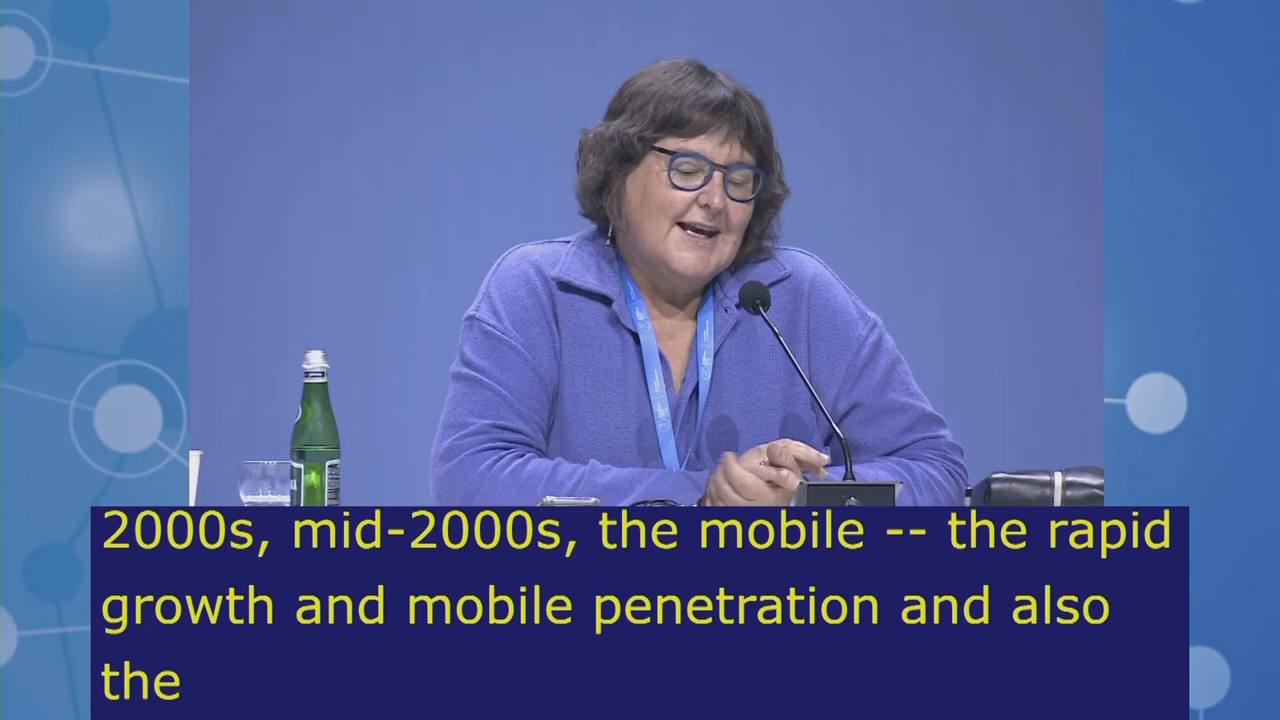 2000s, mid-2000s, the mobile -- the rapid
growth and mobile penetration and also
the